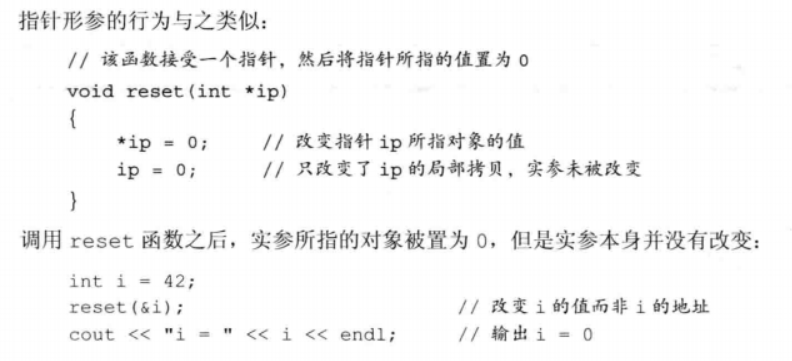 指针形参的行为与之类似：
// 该函数接受一个指针，然后将指针所指的值置为 0
void reset(int *ip)
{
*ip = 0; // 改变指针 ip 所指对象的值
ip = 0; // 只改变了 ip 的局部拷贝，实参未被改变
}
调用 reset 函数之后，实参所指的对象被置为 0，但是实参本身并没有改变：
int i = 42;
reset(&i); // 改变 i 的值而非 i 的地址
cout << "i = " << i << endl; // 输出 i = 0